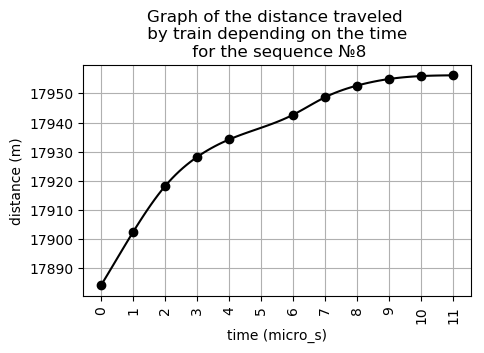 Graph of the distance traveled
by train depending on the time
for the sequence №8
distance (m)
17950
17940
17930
17920
17910
17900
17890
0 1 2 3 4 5 6 7 8 9 10 11
time (micro_s)